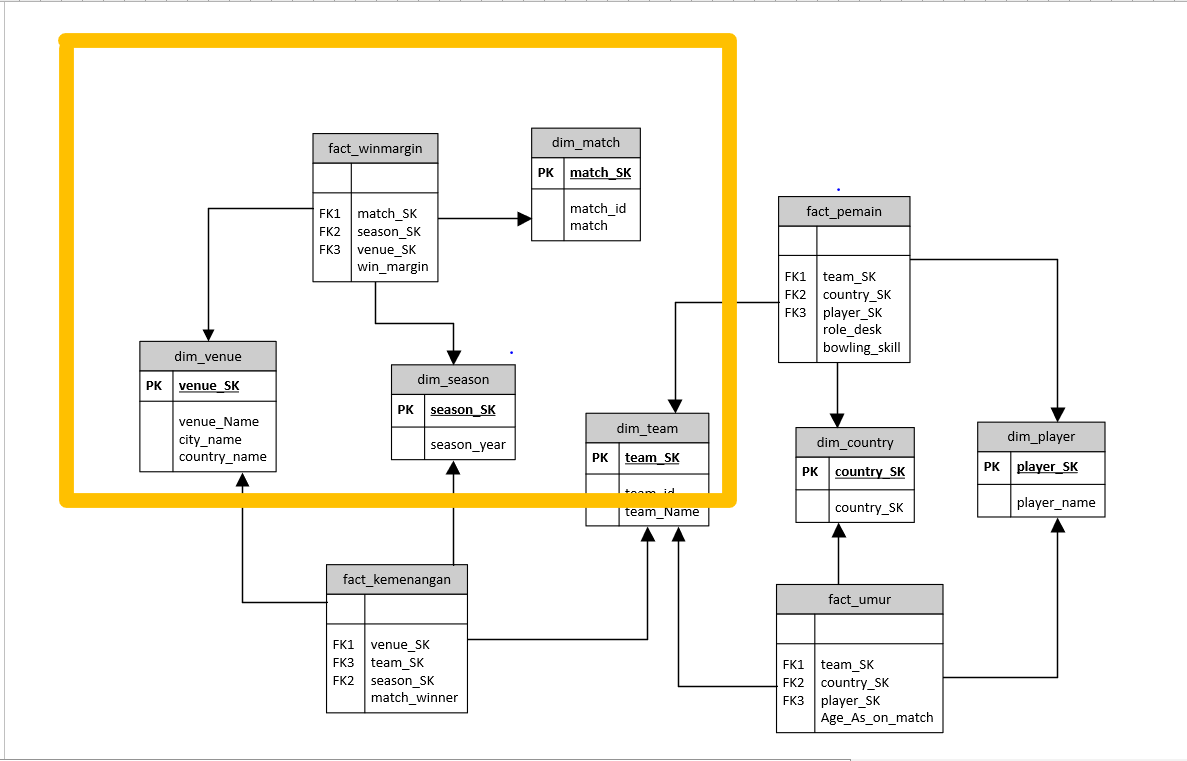 fact_winmargin
FK1 match_SK
FK2 season_SK
FK3 venue_SK
win_margin
dim_match
PK match_SK
match_id
match
fact_pemain
FK1 team_SK
FK2 country_SK
FK3 player_SK
role_desk
bowling_skill
dim_venue
PK venue_SK
venue_Name
city_name
country_name
dim_season
PK season_SK
season_year
dim_team
PK team_SK
team_id
team_Name
dim_country
PK country_SK
country_SK
dim_player
PK player_SK
player_name
fact_kemenangan
FK1 venue_SK
FK3 team_SK
FK2 season_SK
match_winner
fact_umur
FK1 team_SK
FK2 country_SK
FK3 player_SK
Age_As_on_match